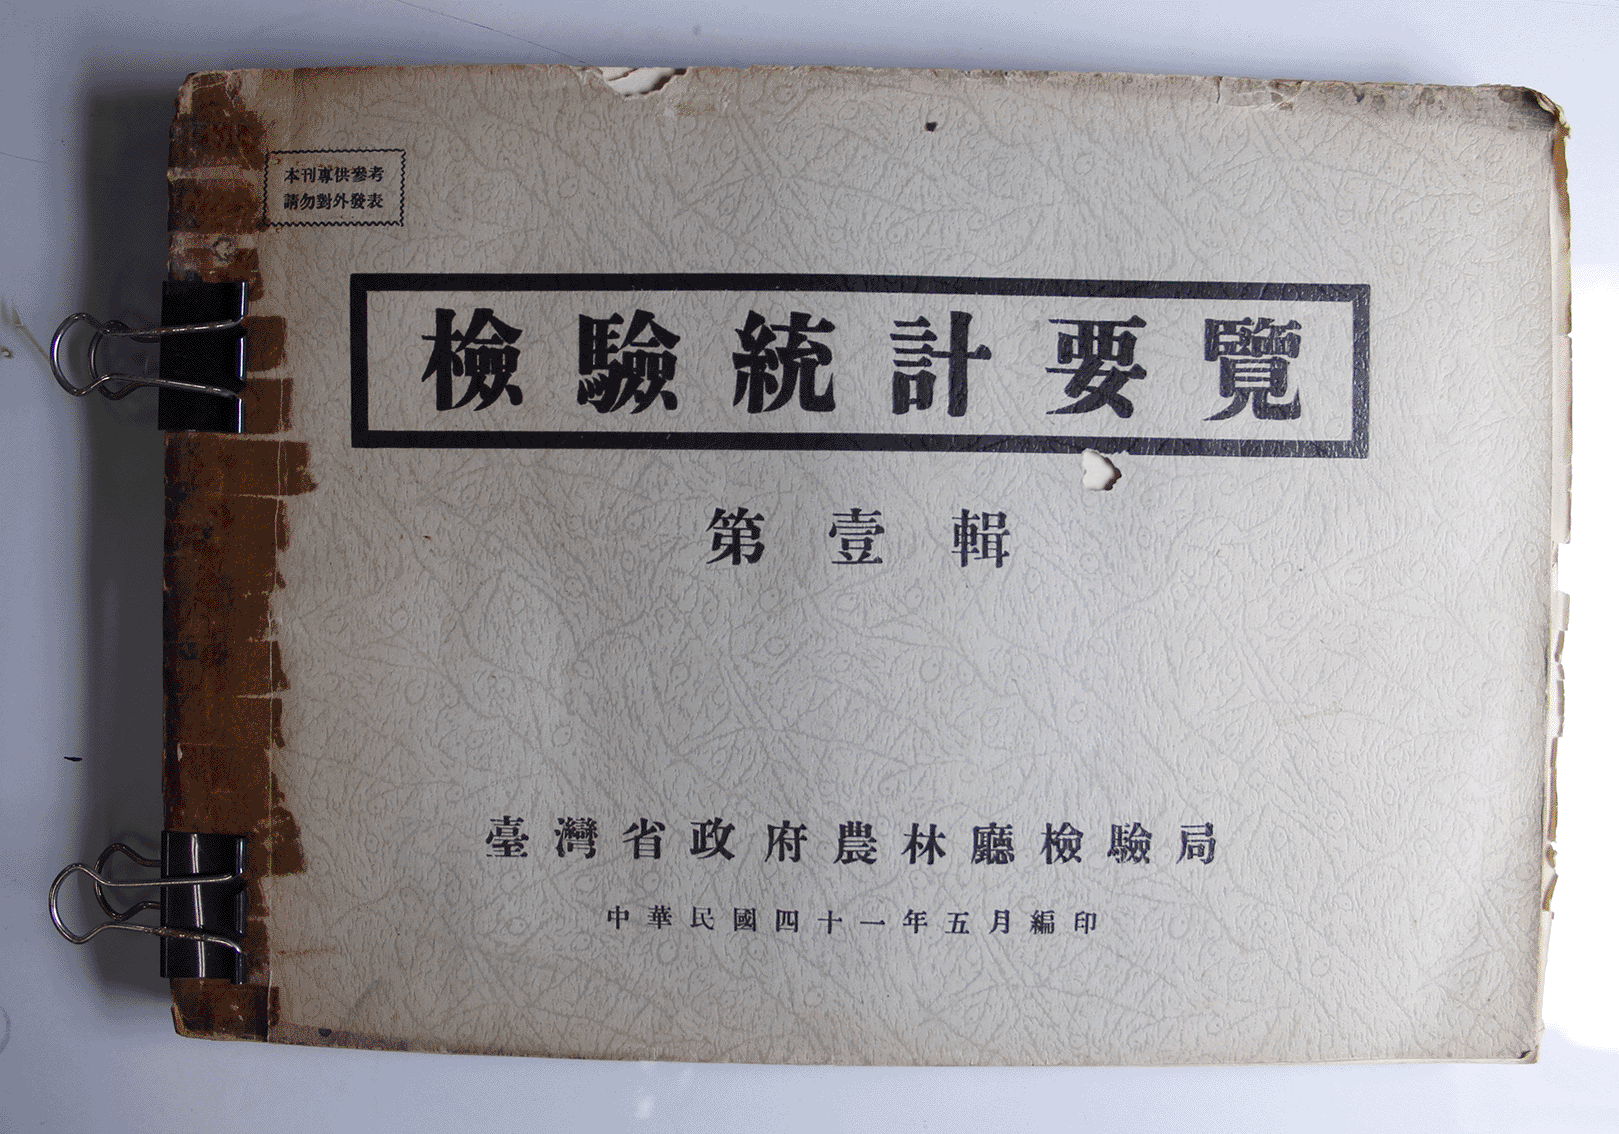 本刊專供參考
請勿對外發表
檢驗統計要覽
第壹輯
臺灣省政府農林廳檢驗局
中華民國四十一年五月編印